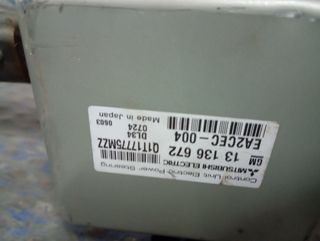 Control Unit, Electric Power Steering
MITSUBISHI ELECTRIC
GM 13 136 672
EA2CEC-004
Q1T17775MZZ
DL34 0724 0603
Made in Japan